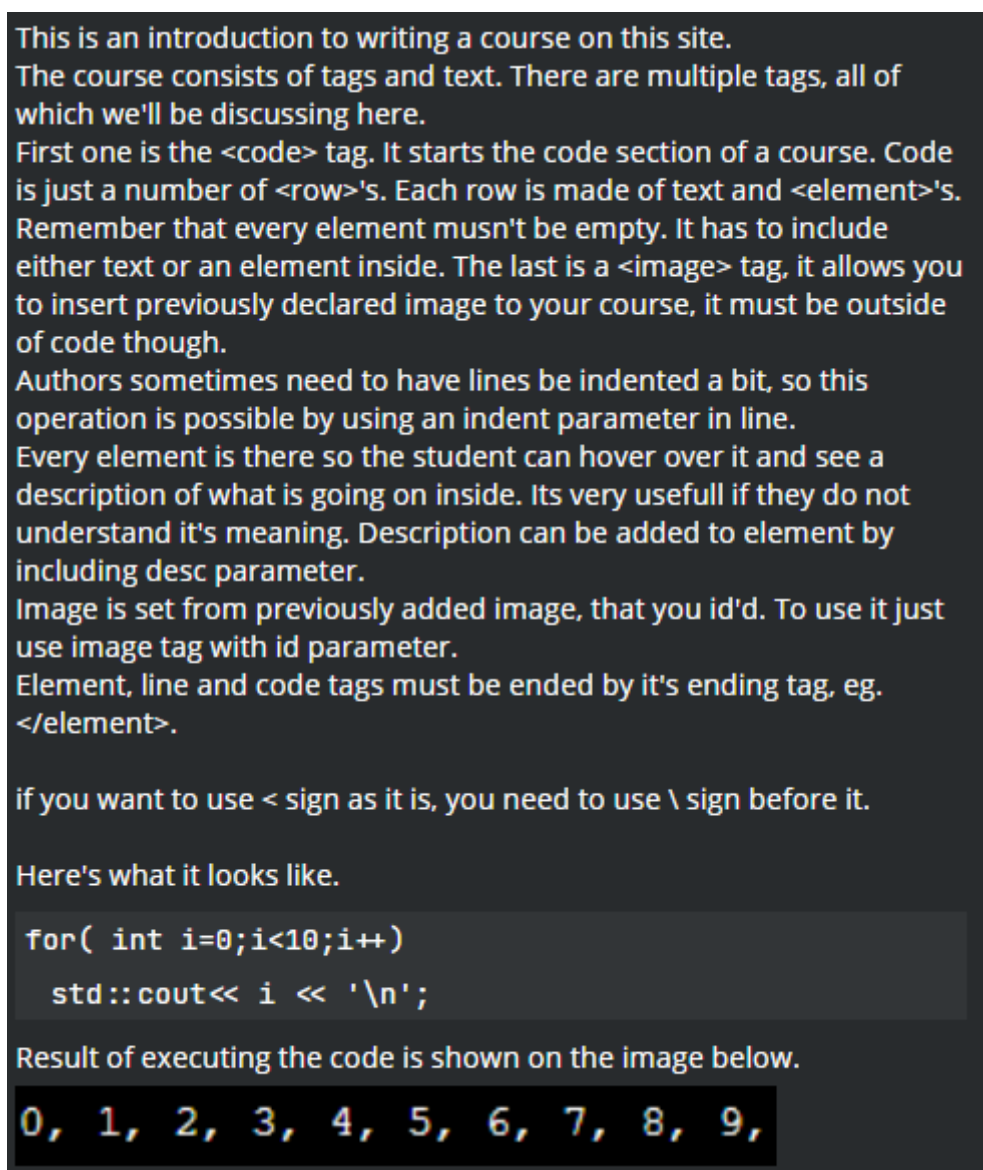 This is an introduction to writing a course on this site.
The course consists of tags and text. There are multiple tags, all of
which we'll be discussing here.
First one is the <code> tag. It starts the code section of a course. Code
is just a number of <row>'s. Each row is made of text and <element>'s.
Remember that every element musn't be empty. It has to include
either text or an element inside. The last is a <image> tag, it allows you
to insert previously declared image to your course, it must be outside
of code though.
Authors sometimes need to have lines be indented a bit, so this
operation is possible by using an indent parameter in line.
Every element is there so the student can hover over it and see a
description of what is going on inside. Its very usefull if they do not
understand it's meaning. Description can be added to element by
including desc parameter.
Image is set from previously added image, that you id'd. To use it just
use image tag with id parameter.
Element, line and code tags must be ended by it's ending tag, eg.
</element>.
if you want to use < sign as it is, you need to use \ sign before it.
Here's what it looks like.
for( int i=0;i<10;i++)
std::cout<< i << '\n';
Result of executing the code is shown on the image below.
0, 1, 2, 3, 4, 5, 6, 7, 8, 9,